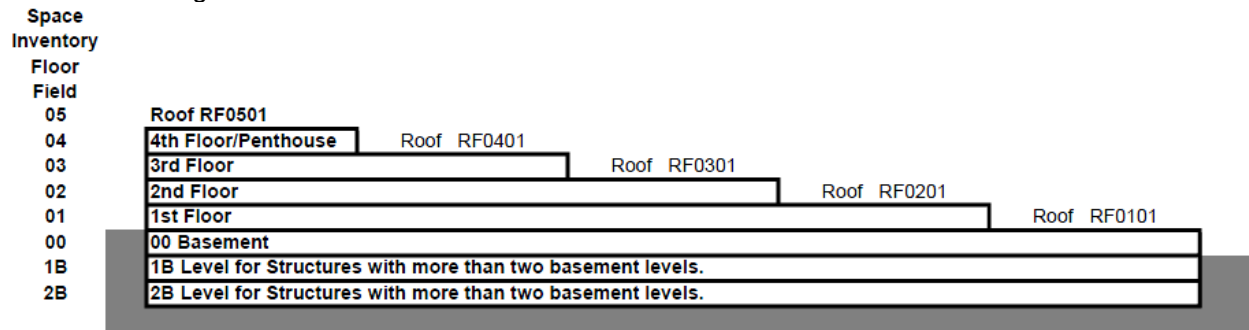 Space
Inventory
Floor
Field
05 Roof RF0501
04 4th Floor/Penthouse Roof RF0401
03 3rd Floor Roof RF0301
02 2nd Floor Roof RF0201
01 1st Floor Roof RF0101
00 00 Basement
1B 1B Level for Structures with more than two basement levels.
2B 2B Level for Structures with more than two basement levels.